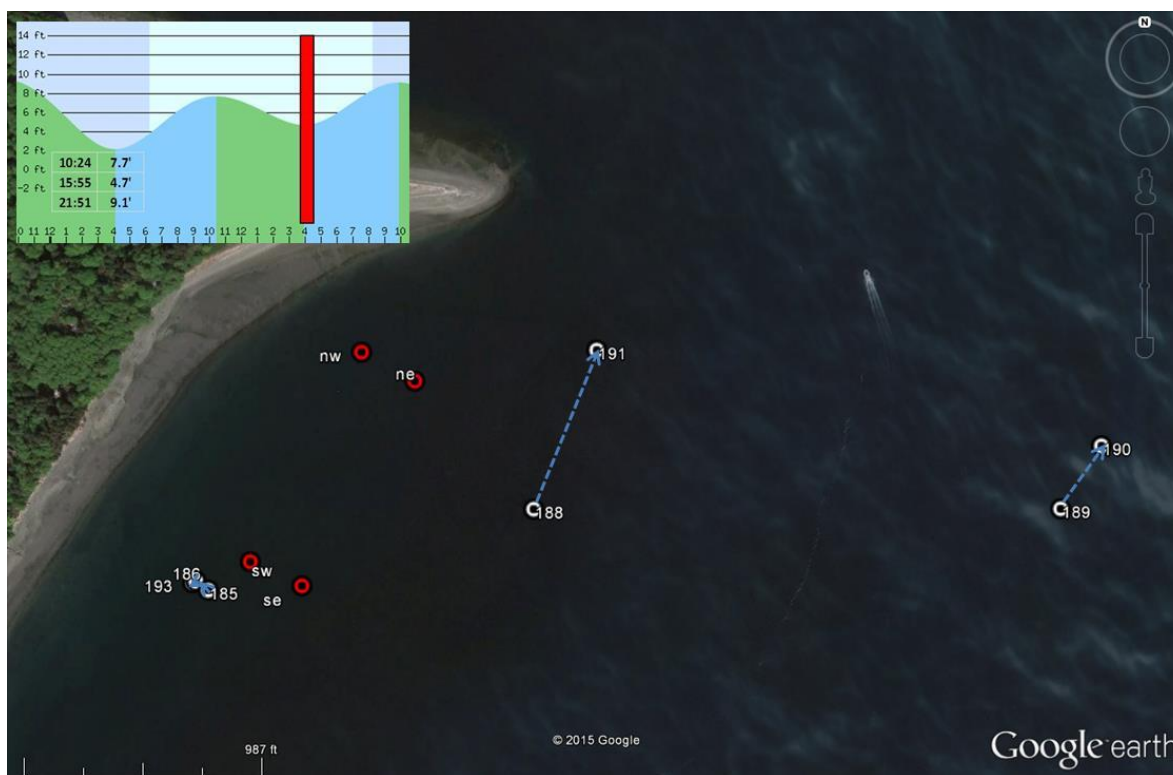 14 ft
12 ft
10 ft
8 ft
6 ft
4 ft
2 ft
0 ft
-2 ft
10:24 7.7'
15:55 4.7'
21:51 9.1'
0 11 12 1 2 3 4 5 6 7 8 9 10 11 12 1 2 3 4 5 6 7 8 9 10
N
nw
ne
191
190
188
189
186
193
185
sw
se
987 ft
© 2015 Google
Google earth